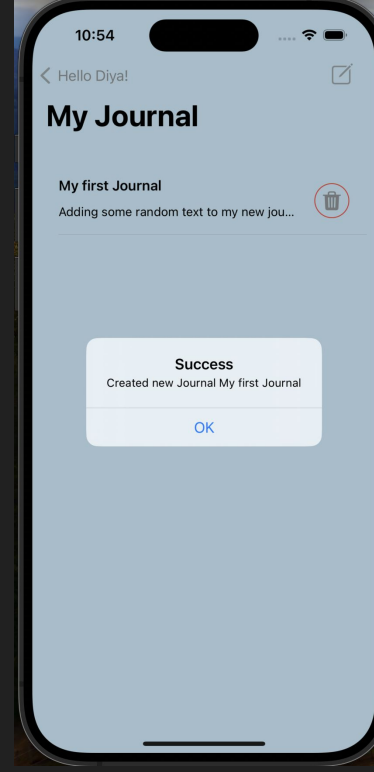 10:54
Hello Diya!
My Journal
My first Journal
Adding some random text to my new jou...
Success
Created new Journal My first Journal
OK